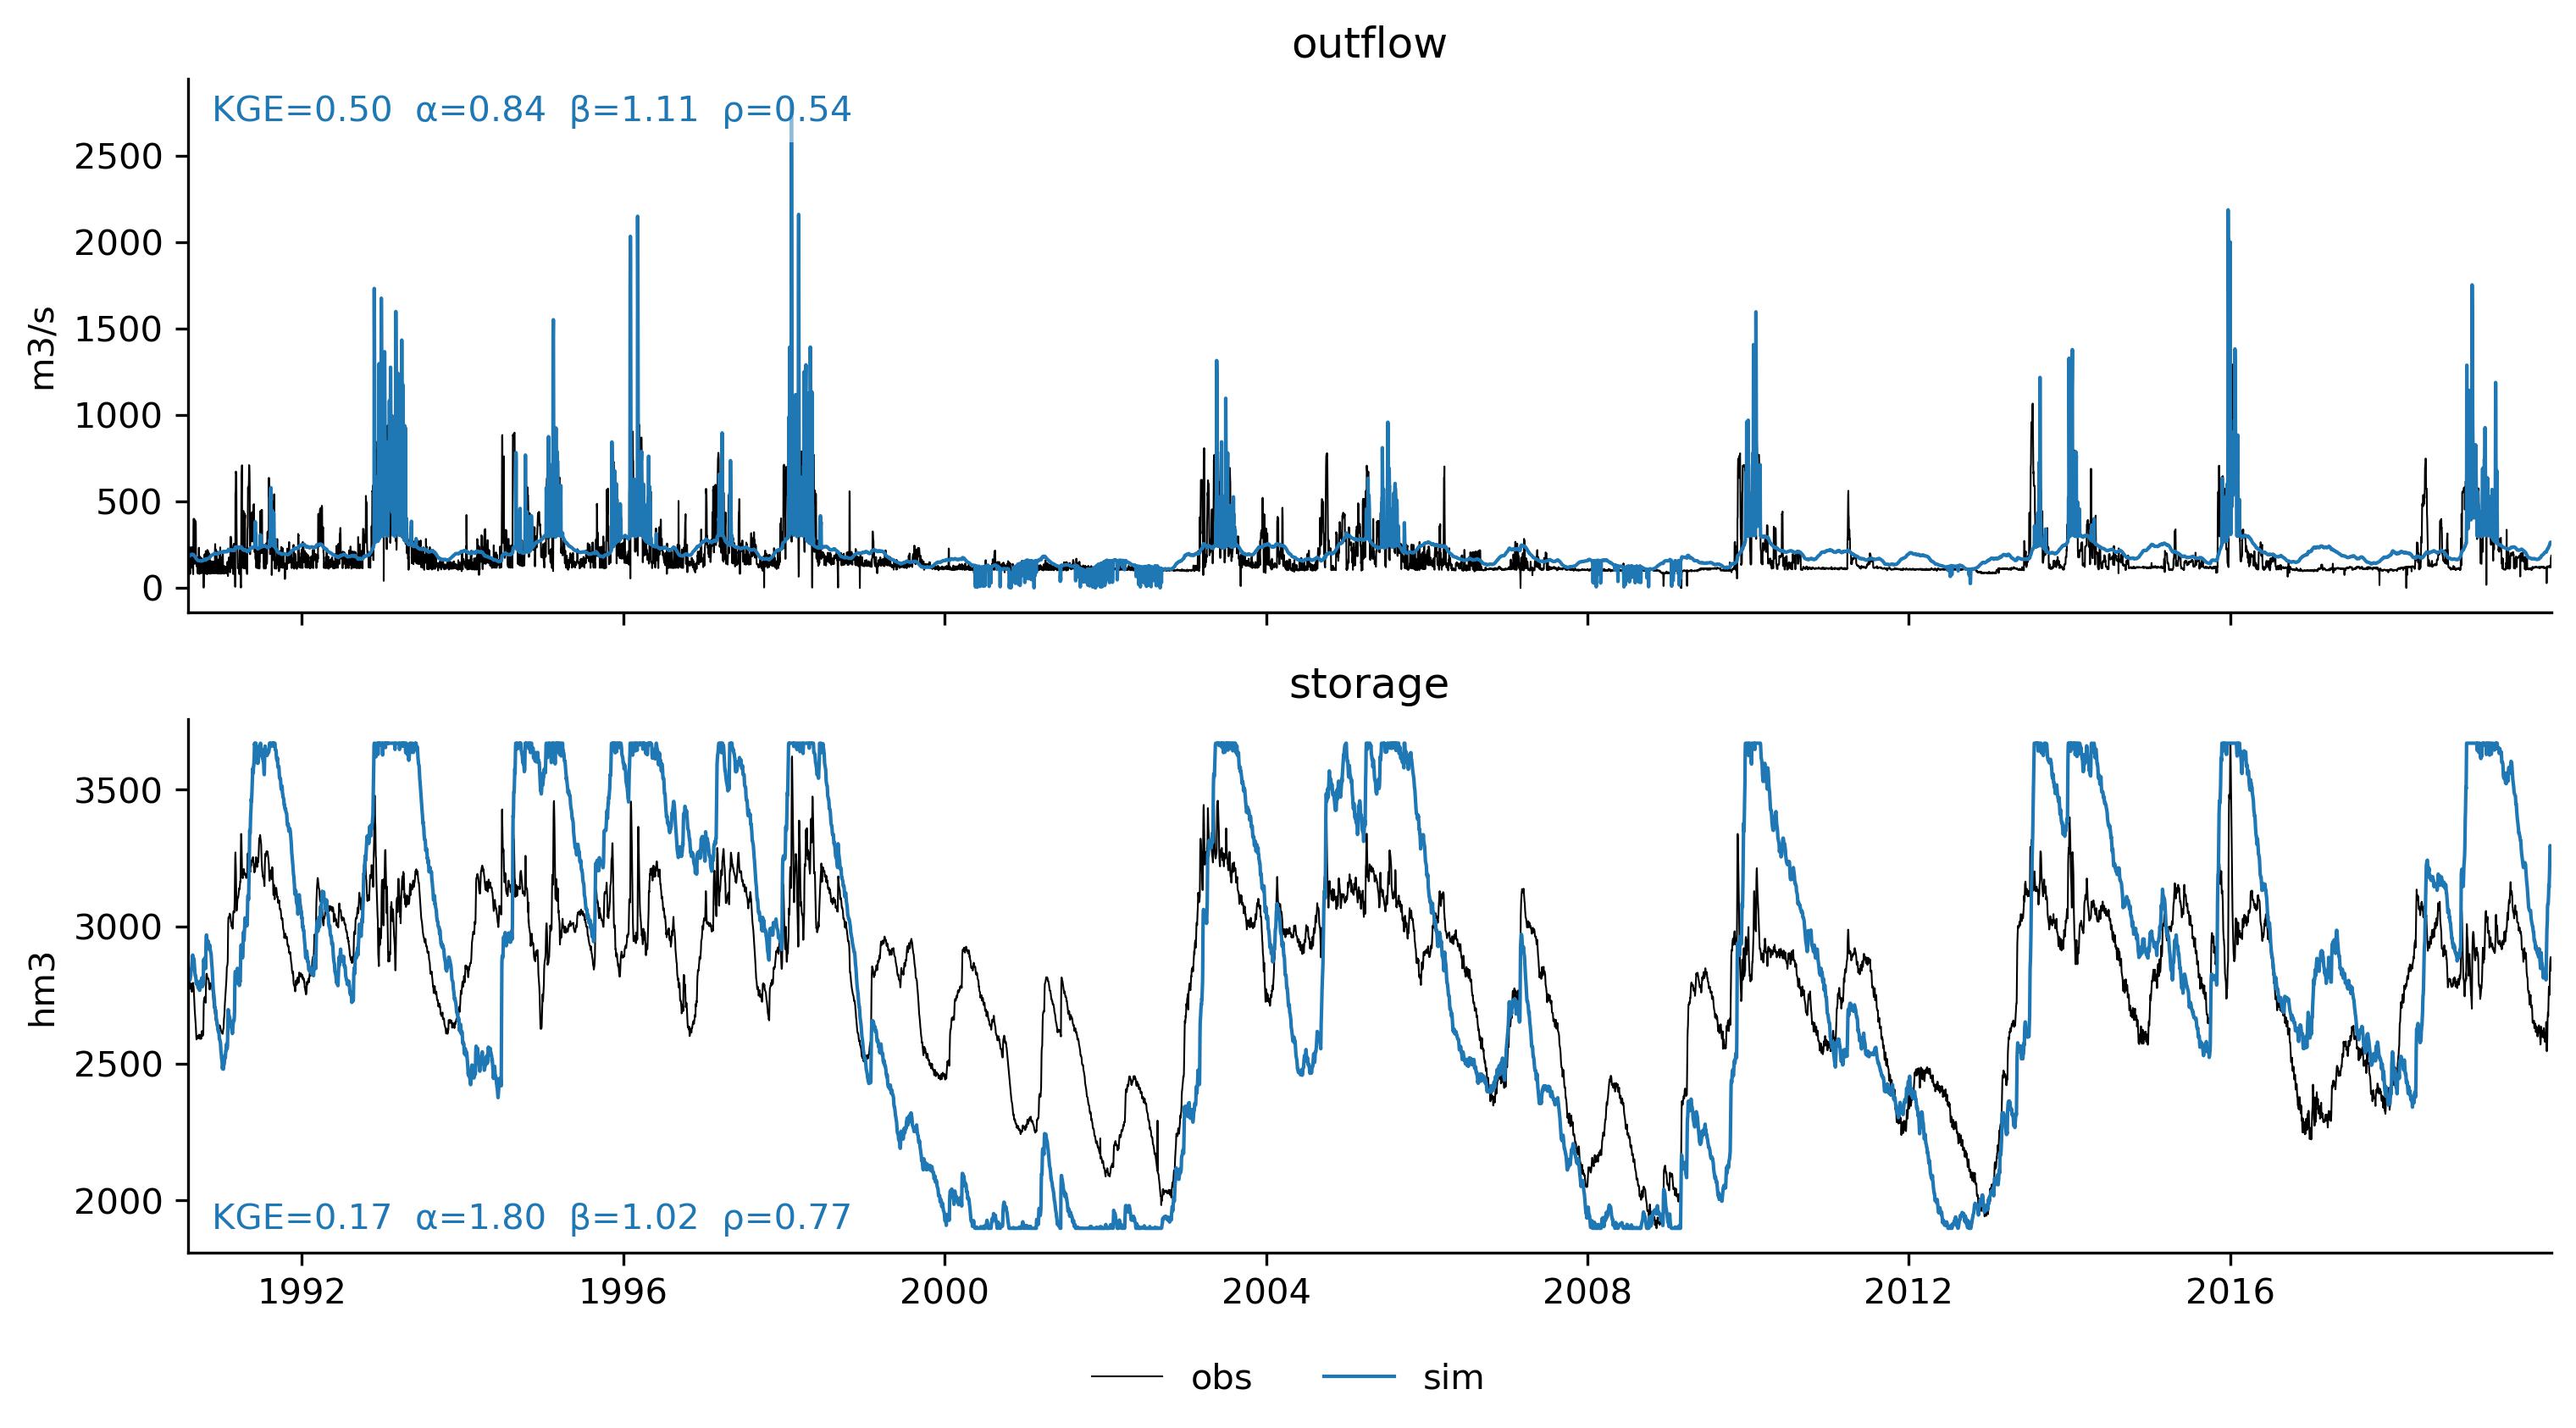 outflow
KGE=0.50 α=0.84 β=1.11 ρ=0.54
2500
2000
1500
1000
500
0
m3/s
storage
3500
3000
2500
2000
hm3
KGE=0.17 α=1.80 β=1.02 ρ=0.77
1992 1996 2000 2004 2008 2012 2016
obs sim